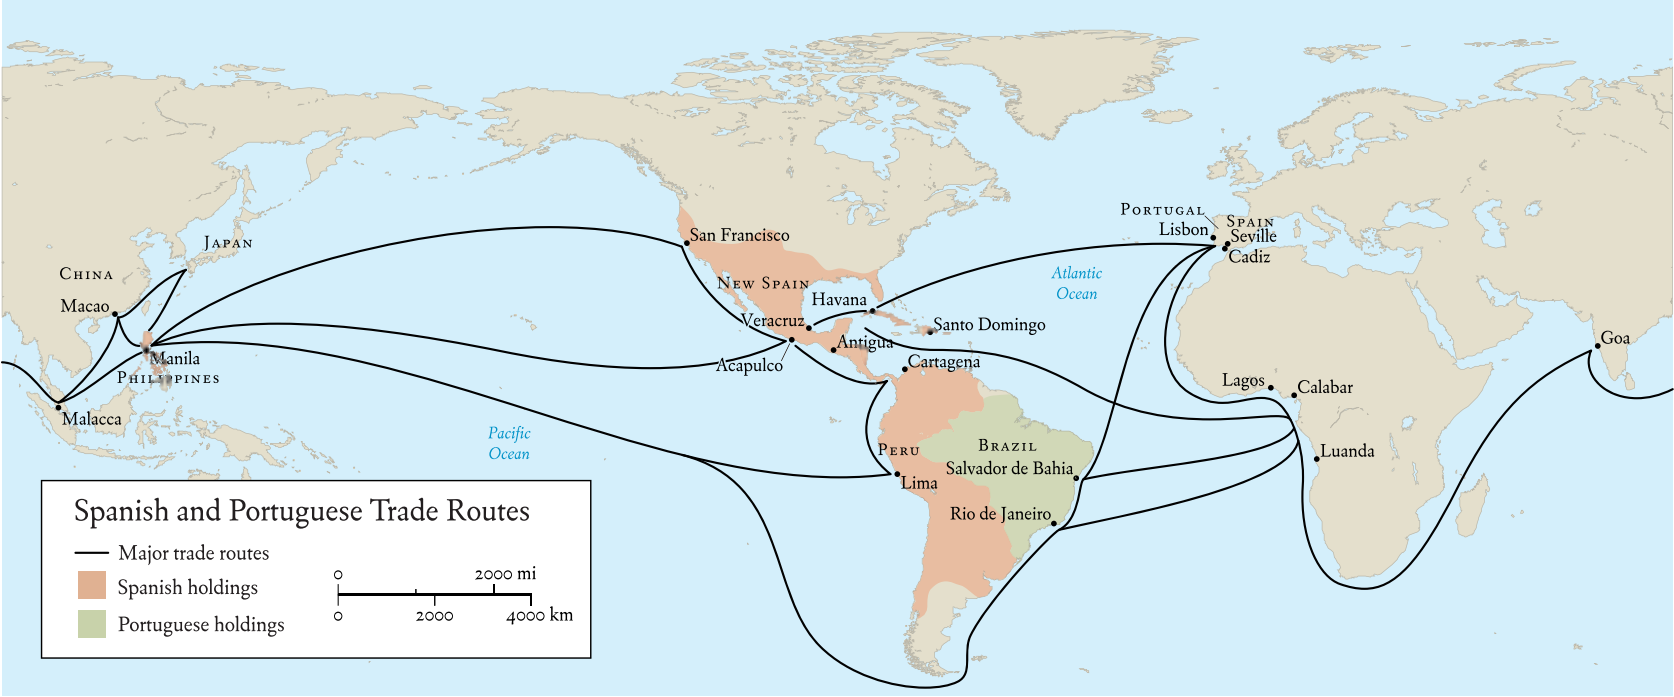 San Francisco
Portugal
Spain
Lisbon
Seville
Cadiz
Japan
China
Macao
Atlantic
Ocean
New Spain
Havana
Veracruz
Santo Domingo
Antigua
Acapulco
Cartagena
Goa
Manila
Philippines
Malacca
Lagos
Calabar
Pacific
Ocean
Peru
Brazil
Salvador de Bahia
Lima
Luanda
Rio de Janeiro
Spanish and Portuguese Trade Routes
Major trade routes
Spanish holdings
Portuguese holdings
0 2000 mi
0 2000 4000 km